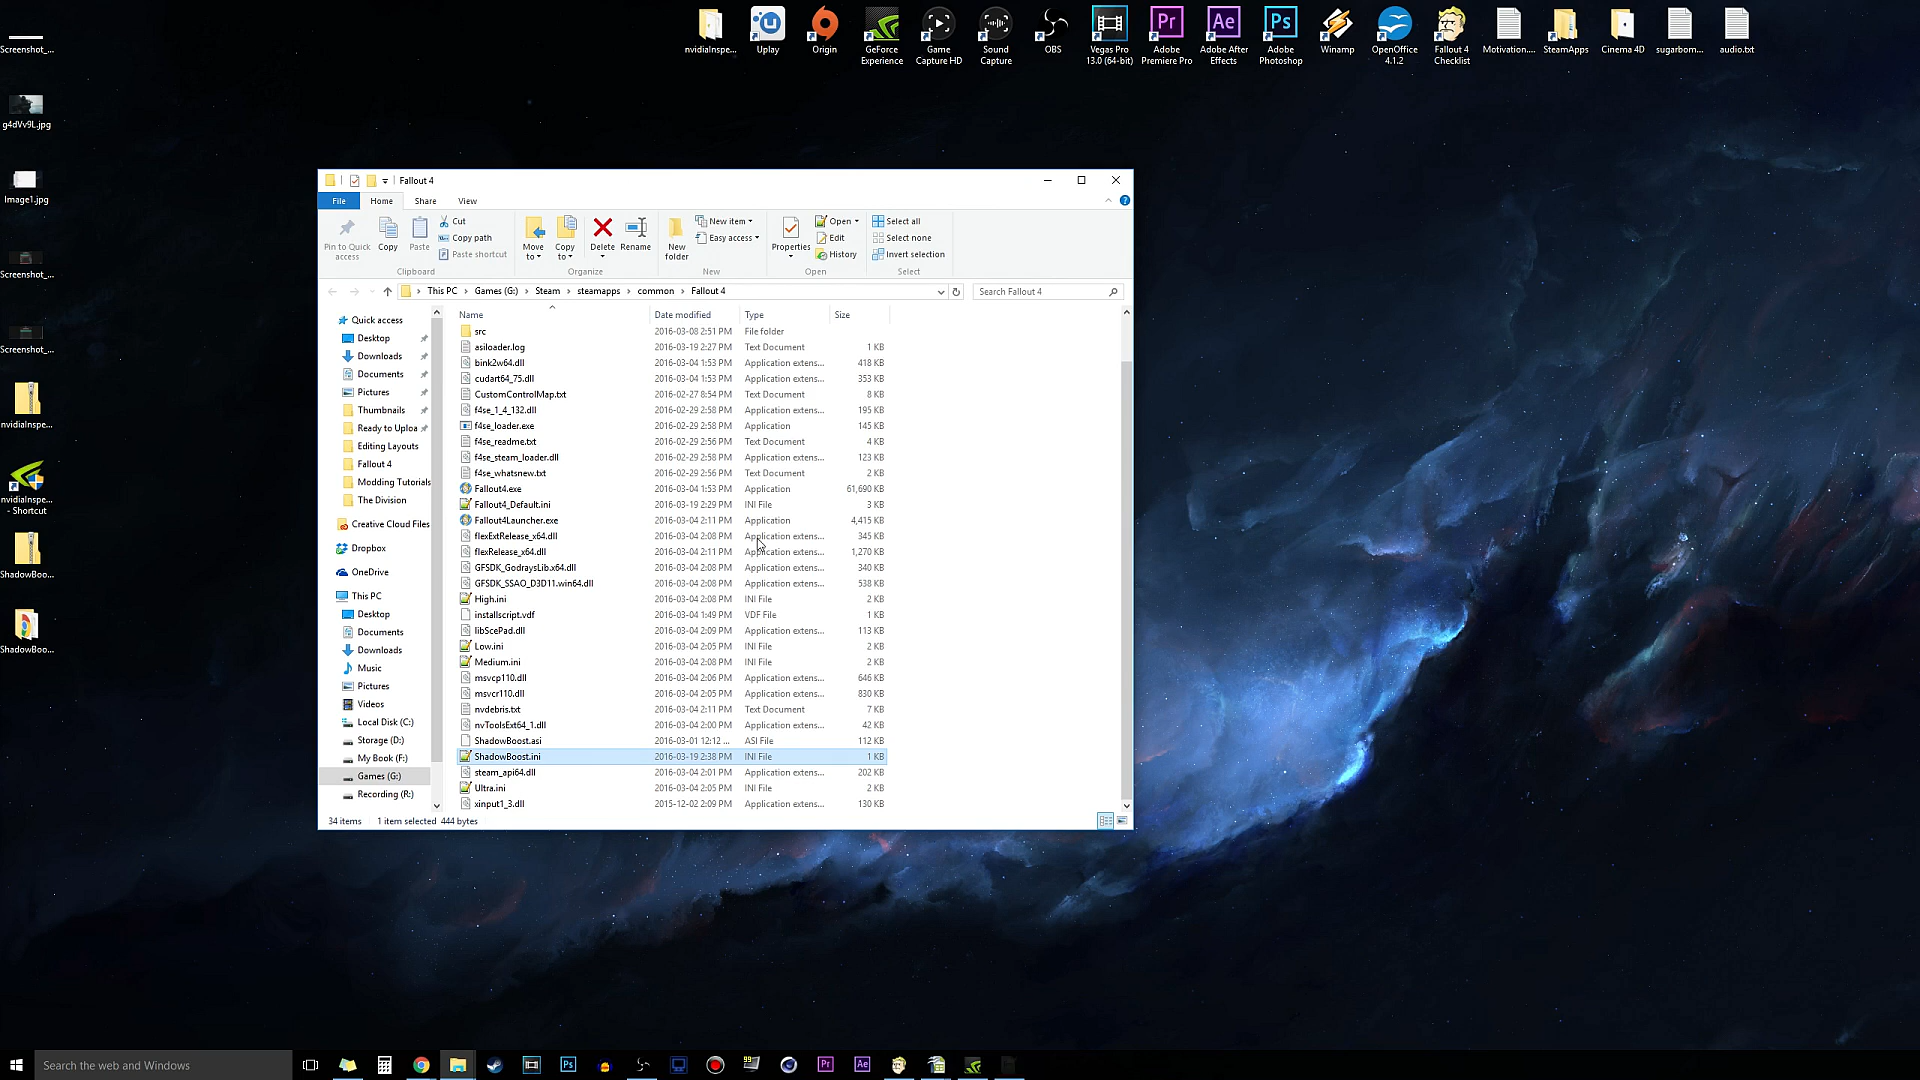 Screenshot_...
g4dVv9L.jpg
Image1.jpg
Screenshot_...
Screenshot_...
nvidiaInspe...
nvidiaInspe...
- Shortcut
ShadowBoo...
ShadowBoo...
nvidiaInspe...
Uplay
Origin
GeForce
Experience
Game
Capture HD
Sound
Capture
OBS
Vegas Pro
13.0 (64-bit)
Adobe
Premiere Pro
Adobe After
Effects
Adobe
Photoshop
Winamp
OpenOffice
4.1.2
Fallout 4
Checklist
Motivation....
SteamApps
Cinema 4D
sugarbom...
audio.txt
Pr
Ae
Ps
Fallout 4
File Home Share View
Pin to Quick
access
Copy
Paste
Cut
Copy path
Paste shortcut
Clipboard
Move
to
Copy
to
Delete
Rename
Organize
New
folder
New item
Easy access
New
Properties
Open
Edit
History
Open
Select all
Select none
Invert selection
Select
This PC > Games (G:) > Steam > steamapps > common > Fallout 4
Search Fallout 4
Quick access
Desktop
Downloads
Documents
Pictures
Thumbnails
Ready to Uploa
Editing Layouts
Fallout 4
Modding Tutorials
The Division
Creative Cloud Files
Dropbox
OneDrive
This PC
Desktop
Documents
Downloads
Music
Pictures
Videos
Local Disk (C:)
Storage (D:)
My Book (F:)
Games (G:)
Recording (R:)
Name Date modified Type Size
src 2016-03-08 2:51 PM File folder
asiloader.log 2016-03-19 2:27 PM Text Document 1 KB
bink2w64.dll 2016-03-04 1:53 PM Application extens... 418 KB
cudart64_75.dll 2016-03-04 1:53 PM Application extens... 353 KB
CustomControlMap.txt 2016-02-27 8:54 PM Text Document 8 KB
f4se_1_4_132.dll 2016-02-29 2:58 PM Application extens... 195 KB
f4se_loader.exe 2016-02-29 2:58 PM Application 145 KB
f4se_readme.txt 2016-02-29 2:56 PM Text Document 4 KB
f4se_steam_loader.dll 2016-02-29 2:58 PM Application extens... 123 KB
f4se_whatsnew.txt 2016-02-29 2:56 PM Text Document 2 KB
Fallout4.exe 2016-03-04 1:53 PM Application 61,690 KB
Fallout4_Default.ini 2016-03-19 2:29 PM INI File 3 KB
Fallout4Launcher.exe 2016-03-04 2:11 PM Application 4,415 KB
flexExtRelease_x64.dll 2016-03-04 2:08 PM Application extens... 345 KB
flexRelease_x64.dll 2016-03-04 2:11 PM Application extens... 1,270 KB
GFSDK_GodraysLib.x64.dll 2016-03-04 2:08 PM Application extens... 340 KB
GFSDK_SSAO_D3D11.win64.dll 2016-03-04 2:08 PM Application extens... 538 KB
High.ini 2016-03-04 2:08 PM INI File 2 KB
installscript.vdf 2016-03-04 1:49 PM VDF File 1 KB
libScePad.dll 2016-03-04 2:09 PM Application extens... 113 KB
Low.ini 2016-03-04 2:05 PM INI File 2 KB
Medium.ini 2016-03-04 2:08 PM INI File 2 KB
msvcp110.dll 2016-03-04 2:06 PM Application extens... 646 KB
msvcr110.dll 2016-03-04 2:05 PM Application extens... 830 KB
nvdebris.txt 2016-03-04 2:11 PM Text Document 7 KB
nvToolsExt64_1.dll 2016-03-04 2:00 PM Application extens... 42 KB
ShadowBoost.asi 2016-03-01 12:12 ... ASI File 112 KB
ShadowBoost.ini 2016-03-19 2:38 PM INI File 1 KB
steam_api64.dll 2016-03-04 2:01 PM Application extens... 202 KB
Ultra.ini 2016-03-04 2:05 PM INI File 2 KB
xinput1_3.dll 2015-12-02 2:09 PM Application extens... 130 KB
34 items 1 item selected 444 bytes
Search the web and Windows
Ps
99
Pr
Ae